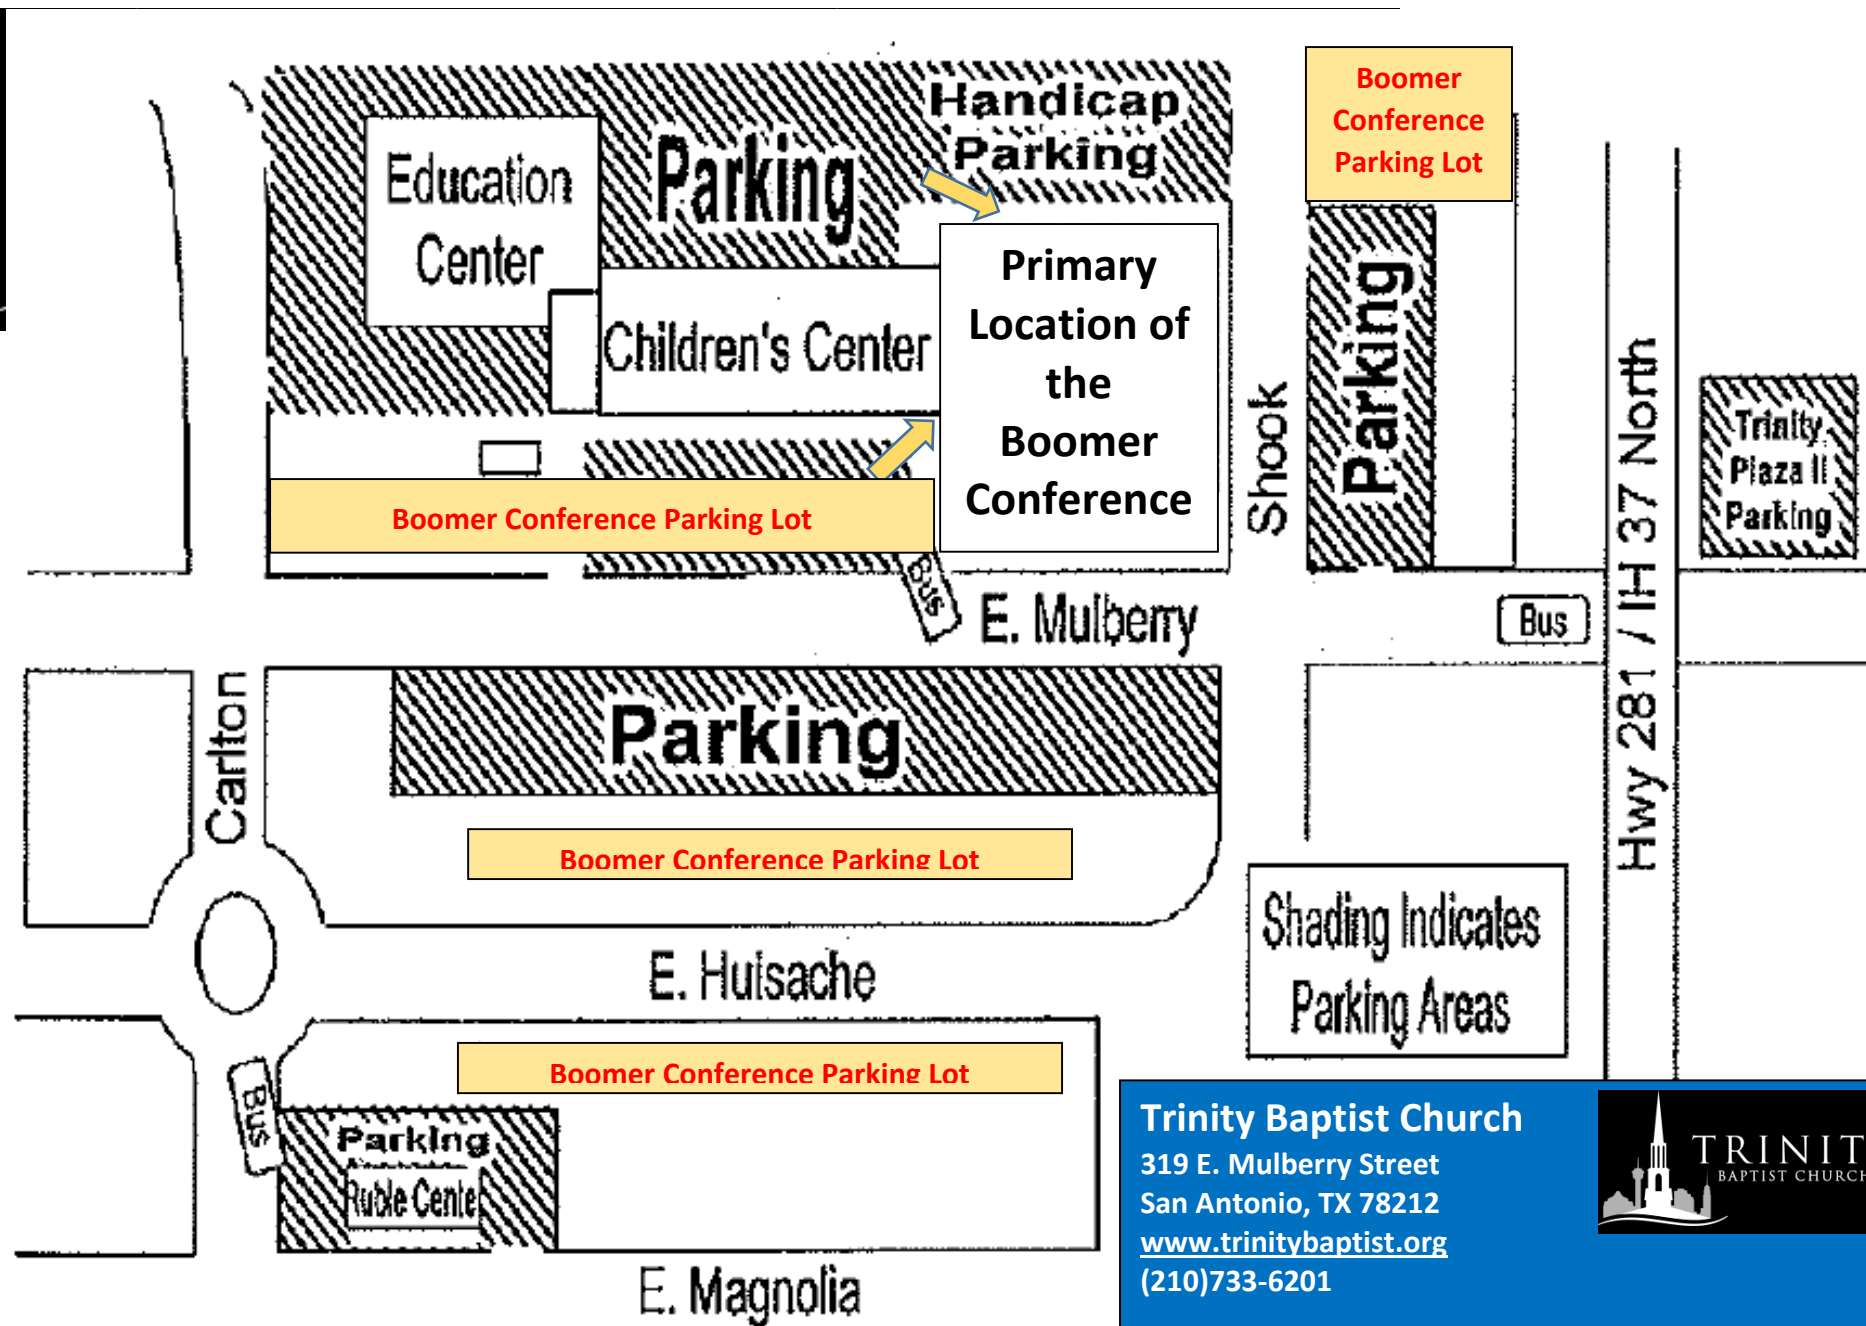 Handicap
Parking
Boomer
Conference
Parking Lot
Education
Center
Parking
Primary
Location of
the
Boomer
Conference
Children's Center
Shook
Parking
Hwy 281 / IH 37 North
Trinity
Plaza II
Parking
Boomer Conference Parking Lot
Bus
E. Mulberry
Bus
Carlton
Parking
Boomer Conference Parking Lot
E. Huisache
Shading Indicates
Parking Areas
Boomer Conference Parking Lot
Bus
Parking
Ruble Cente
E. Magnolia
Trinity Baptist Church
319 E. Mulberry Street
San Antonio, TX 78212
www.trinitybaptist.org
(210)733-6201
TRINIT
BAPTIST CHURCH